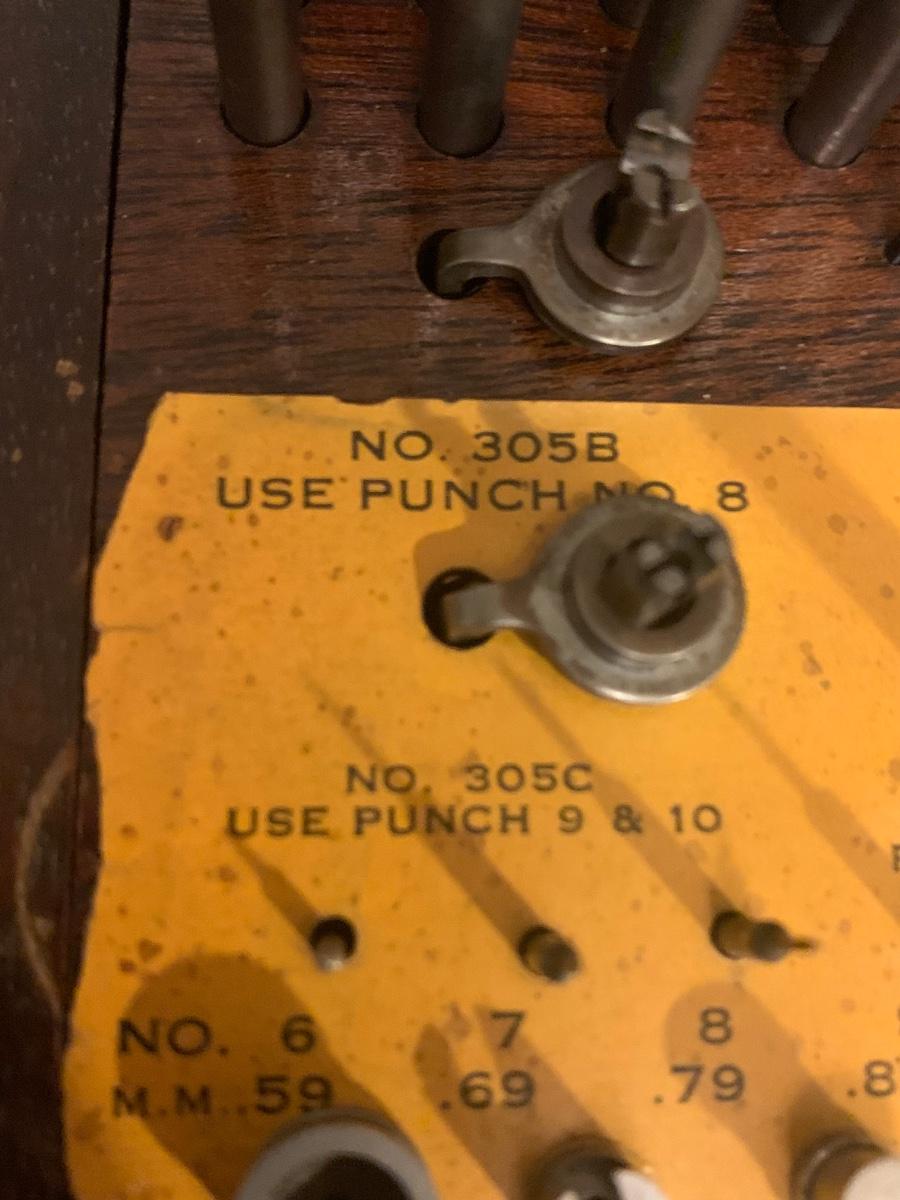 NO. 305B
USE PUNCH NO. 8
NO. 305C
USE PUNCH 9 & 10
NO. 6 7 8
M.M. .59 .69 .79 .8